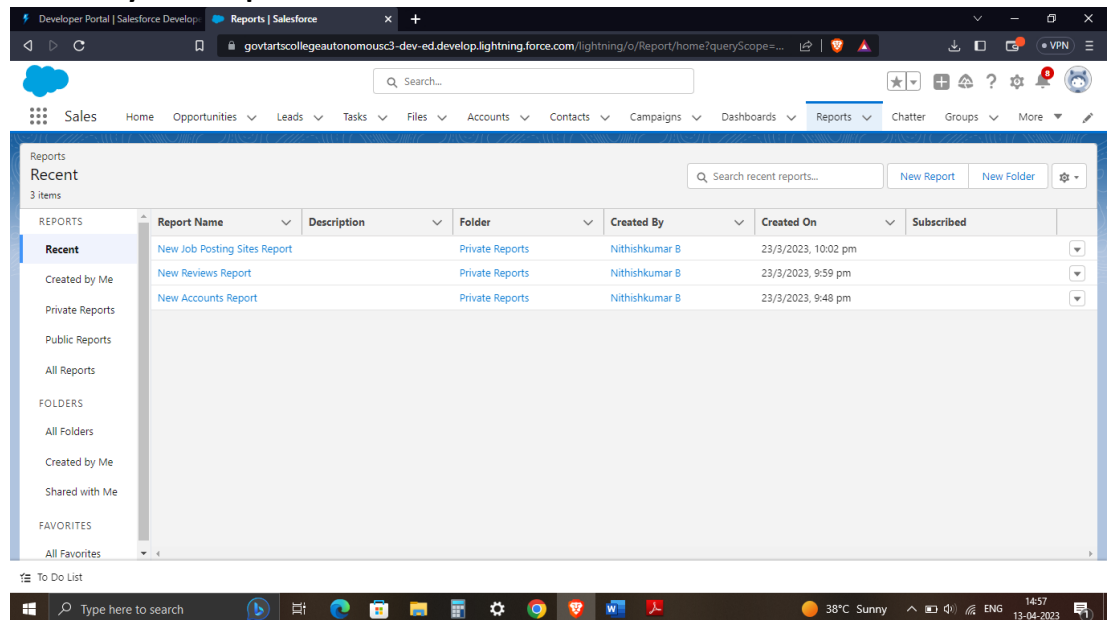 Developer Portal | Salesforce Develop
Reports | Salesforce
govtartscollegeautonomousc3-dev-ed.develop.lightning.force.com/lightning/o/Report/home?queryScope=...
VPN
Search...
8
Sales Home Opportunities Leads Tasks Files Accounts Contacts Campaigns Dashboards Reports Chatter Groups More
Reports
Recent
3 items
Search recent reports...
New Report New Folder
REPORTS
Report Name Description Folder Created By Created On Subscribed
Recent
New Job Posting Sites Report Private Reports Nithishkumar B 23/3/2023, 10:02 pm
New Reviews Report Private Reports Nithishkumar B 23/3/2023, 9:59 pm
New Accounts Report Private Reports Nithishkumar B 23/3/2023, 9:48 pm
Created by Me
Private Reports
Public Reports
All Reports
FOLDERS
All Folders
Created by Me
Shared with Me
FAVORITES
All Favorites
To Do List
Type here to search
38°C Sunny
ENG
14:57
13-04-2023